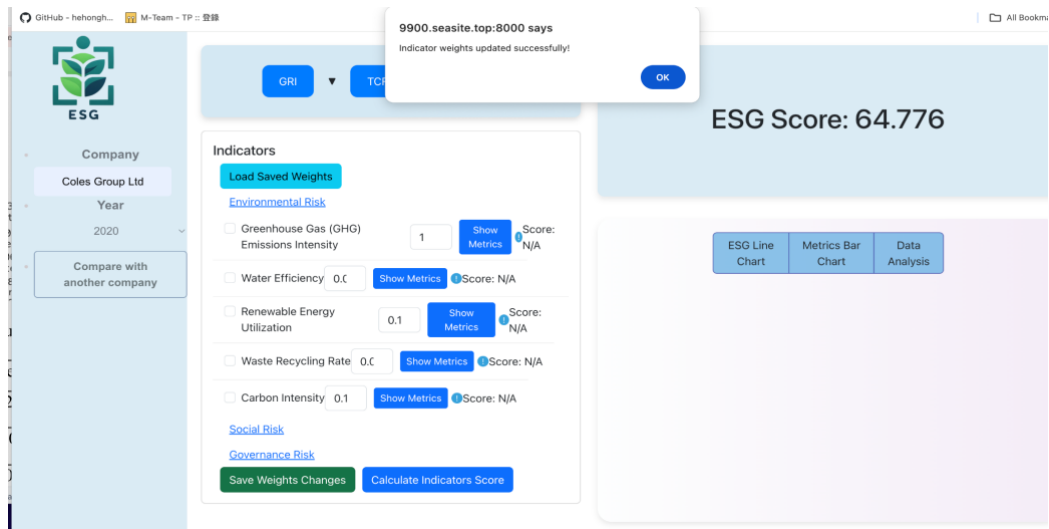 GitHub - hehongh...
M-Team - TP :: 登錄
All Bookma
9900.seasite.top:8000 says
Indicator weights updated successfully!
OK
ESG
Company
Coles Group Ltd
Year
2020
Compare with
another company
GRI ▼
ESG Score: 64.776
Indicators
Load Saved Weights
Environmental Risk
Greenhouse Gas (GHG)
Emissions Intensity
1
Show
Metrics
Score:
N/A
Water Efficiency 0.0 Show Metrics Score: N/A
Renewable Energy
Utilization
0.1
Show
Metrics
Score:
N/A
Waste Recycling Rate 0.0 Show Metrics Score: N/A
Carbon Intensity 0.1 Show Metrics Score: N/A
Social Risk
Governance Risk
Save Weights Changes
Calculate Indicators Score
ESG Line
Chart
Metrics Bar
Chart
Data
Analysis